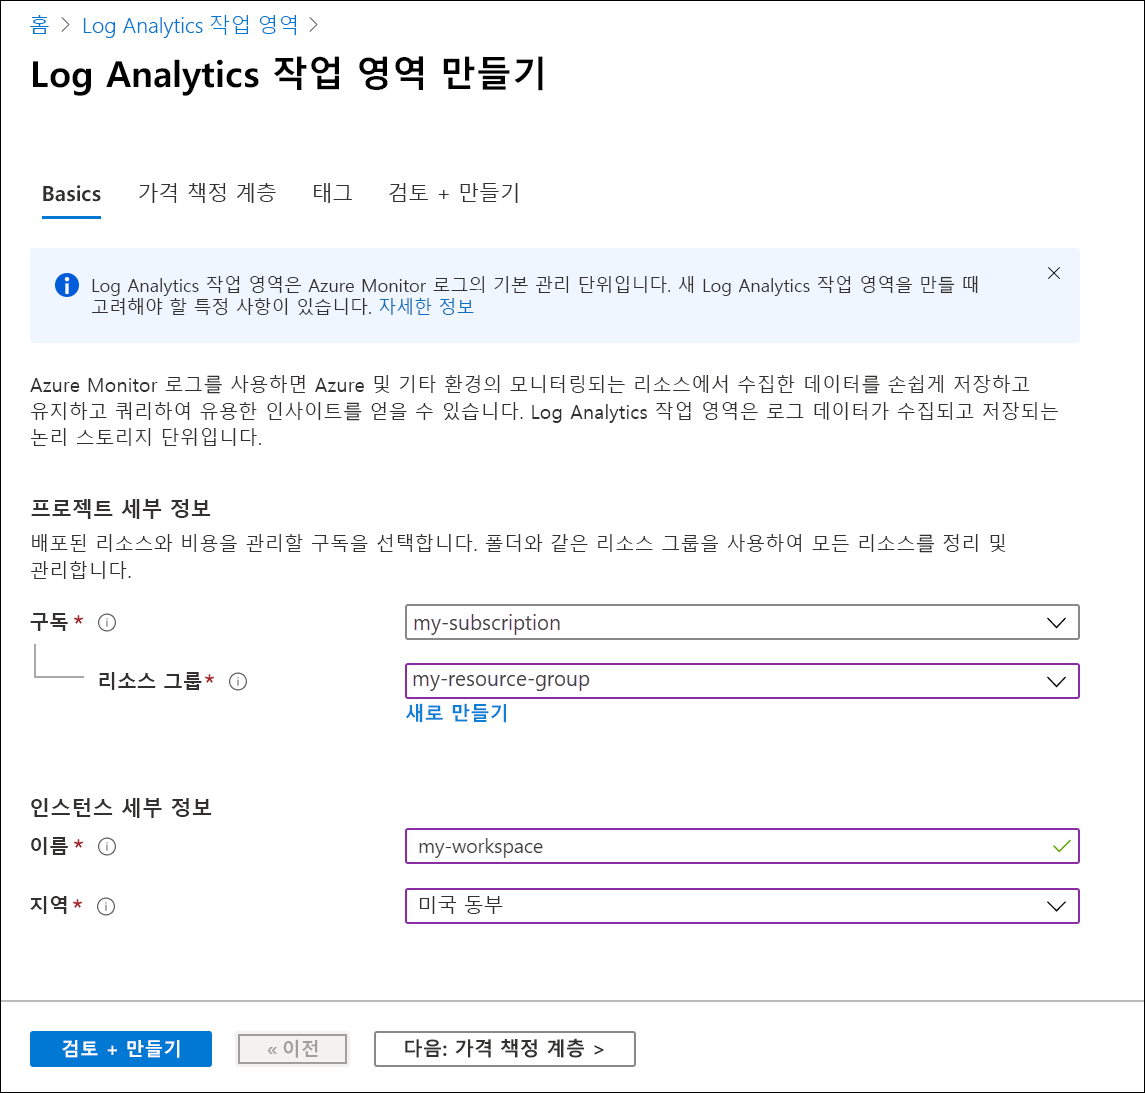 홈 > Log Analytics 작업 영역 >
Log Analytics 작업 영역 만들기
Basics 가격 책정 계층 태그 검토 + 만들기
Log Analytics 작업 영역은 Azure Monitor 로그의 기본 관리 단위입니다. 새 Log Analytics 작업 영역을 만들 때
고려해야 할 특정 사항이 있습니다. 자세한 정보
Azure Monitor 로그를 사용하면 Azure 및 기타 환경의 모니터링되는 리소스에서 수집한 데이터를 손쉽게 저장하고
유지하고 쿼리하여 유용한 인사이트를 얻을 수 있습니다. Log Analytics 작업 영역은 로그 데이터가 수집되고 저장되는
논리 스토리지 단위입니다.
프로젝트 세부 정보
배포된 리소스와 비용을 관리할 구독을 선택합니다. 폴더와 같은 리소스 그룹을 사용하여 모든 리소스를 정리 및
관리합니다.
구독 * my-subscription
리소스 그룹* my-resource-group
새로 만들기
인스턴스 세부 정보
이름 * my-workspace
지역* 미국 동부
검토 + 만들기 « 이전 다음: 가격 책정 계층 >